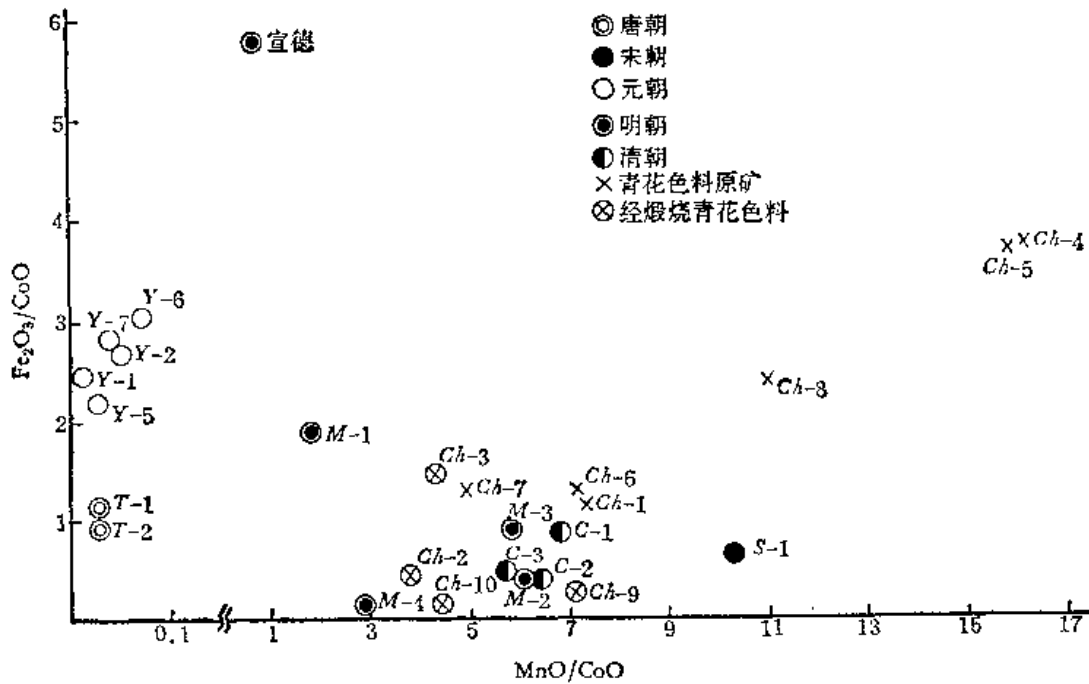 6
宣德
◎唐朝
●宋朝
○元朝
明朝
清朝
×青花色料原矿
⊗经煅烧青花色料
5
4
Ch-4
Ch-5
Fe₂O₃/CoO
3
Y-6
Y-7
Y-2
Y-1
Y-5
Ch-8
2
M-1
Ch-3
Ch-7
Ch-6
Ch-1
1
T-1
T-2
M-3
C-1
S-1
Ch-2
C-3
C-2
Ch-10
M-4
M-2
Ch-9
0.1 1 3 5 7 9 11 13 15 17
MnO/CoO